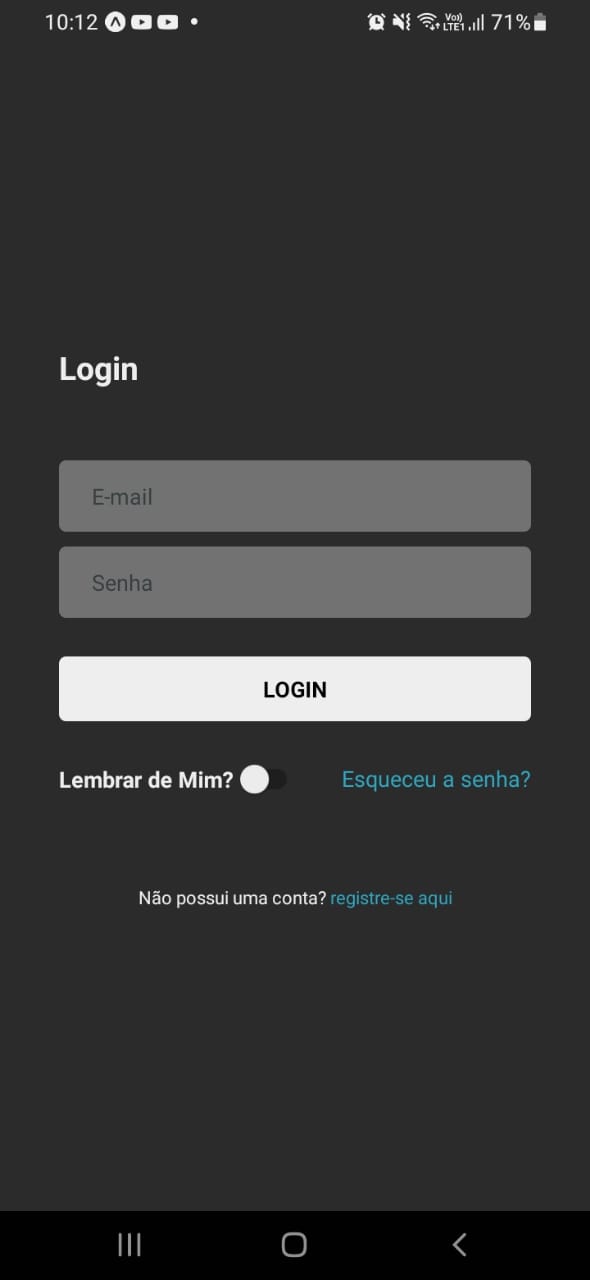 10:12 Vo)) LTE1 71%
Login
E-mail
Senha
LOGIN
Lembrar de Mim? Esqueceu a senha?
Não possui uma conta? registre-se aqui